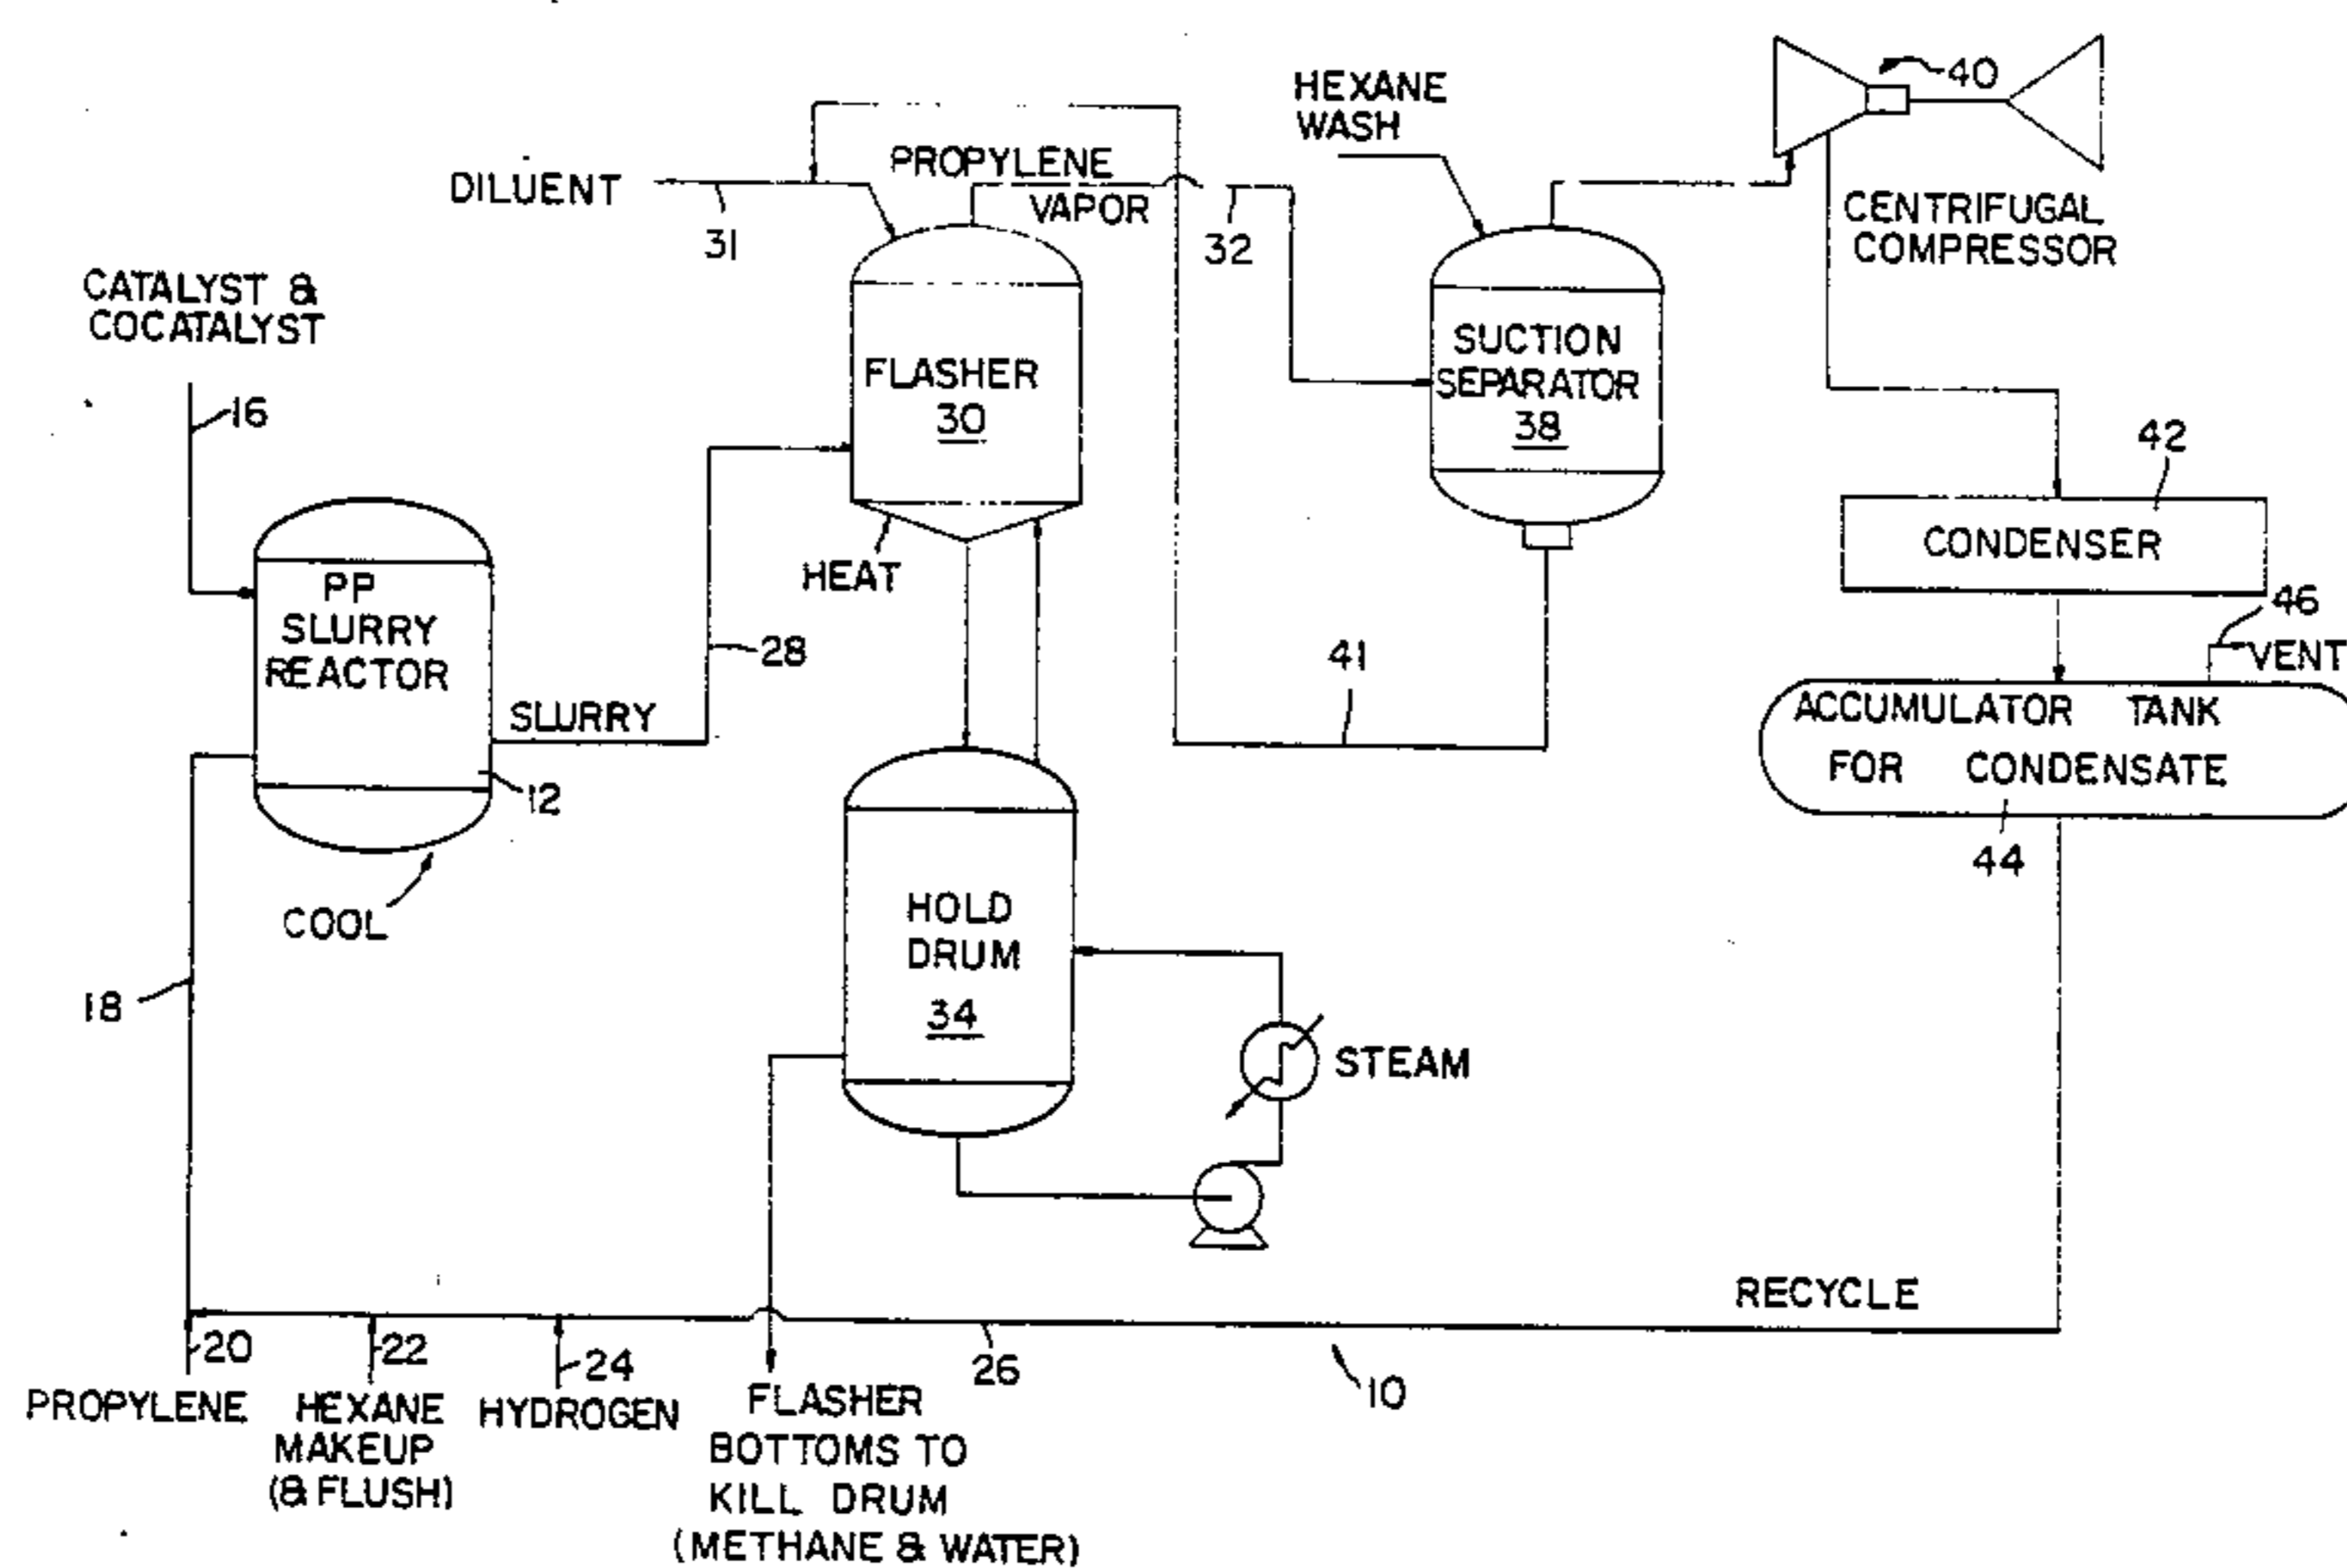 HEXANE
WASH
40
DILUENT
31
PROPYLENE
VAPOR
32
CENTRIFUGAL
COMPRESSOR
CATALYST &
COCATALYST
16
FLASHER
30
SUCTION
SEPARATOR
38
42
CONDENSER
HEAT
PP
SLURRY
REACTOR
28
41
46
VENT
SLURRY
12
ACCUMULATOR TANK
FOR CONDENSATE
44
COOL
HOLD
DRUM
34
18
STEAM
RECYCLE
20
22
24
26
10
PROPYLENE
HEXANE
MAKEUP
(& FLUSH)
HYDROGEN
FLASHER
BOTTOMS TO
KILL DRUM
(METHANE & WATER)